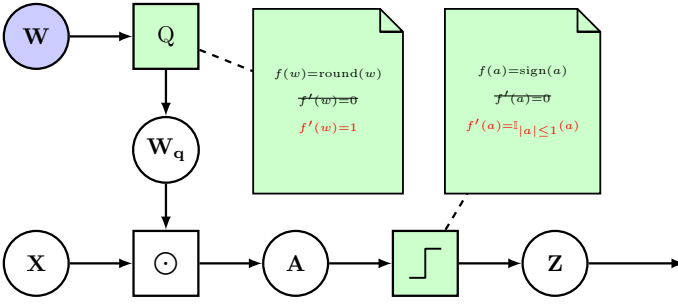 W
Q
f(w)=round(w)
f′(w)=0
f′(w)=1
f(a)=sign(a)
f′(a)=0
f′(a)=𝕀|a|≤1(a)
Wq
X
⊙
A
Z